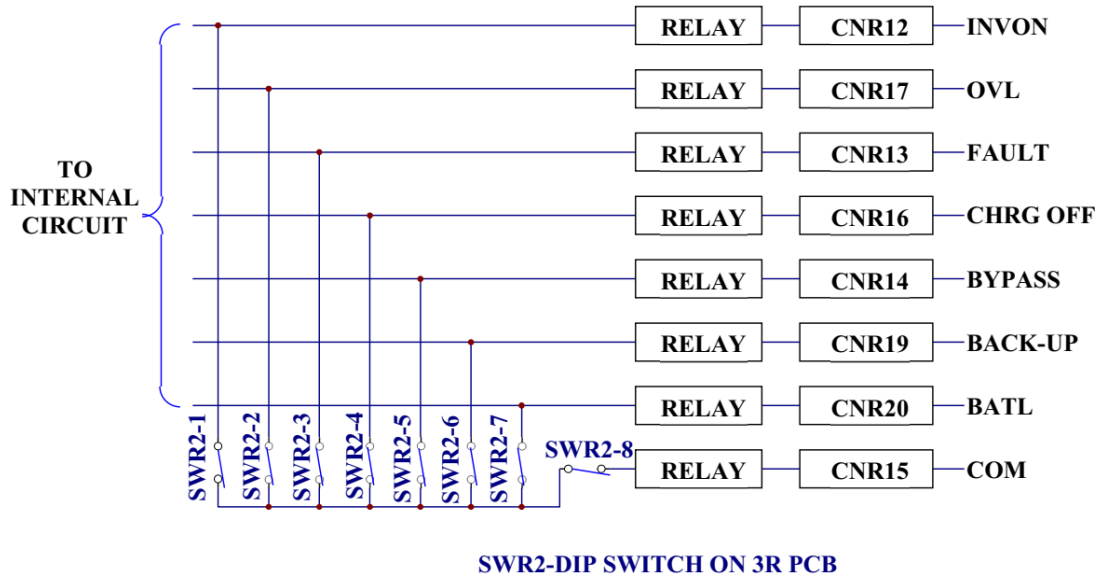 RELAY CNR12 INVON
RELAY CNR17 OVL
RELAY CNR13 FAULT
TO
INTERNAL
CIRCUIT
RELAY CNR16 CHRG OFF
RELAY CNR14 BYPASS
RELAY CNR19 BACK-UP
RELAY CNR20 BATL
SWR2-1
SWR2-2
SWR2-3
SWR2-4
SWR2-5
SWR2-6
SWR2-7
SWR2-8
RELAY CNR15 COM
SWR2-DIP SWITCH ON 3R PCB